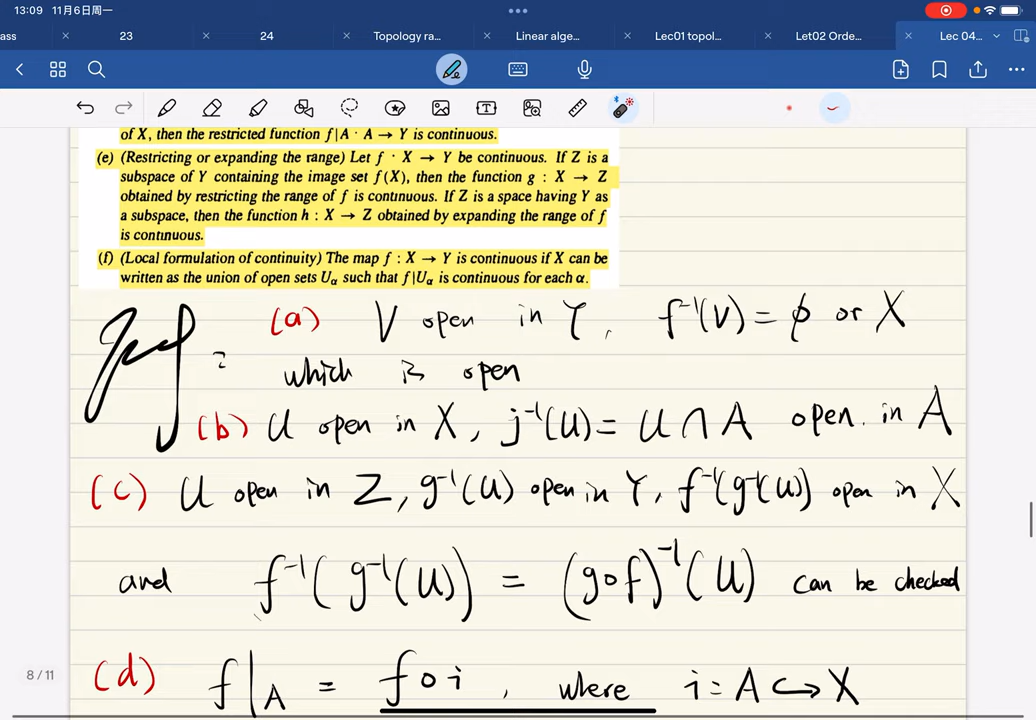 13:09 11月6日周一
ass
23
24
Topology ra...
Linear alge...
Lec01 topol...
Let02 Orde...
Lec 04...
of X, then the restricted function f|A · A → Y is continuous.
(e) (Restricting or expanding the range) Let f · X → Y be continuous. If Z is a
subspace of Y containing the image set f(X), then the function g : X → Z
obtained by restricting the range of f is continuous. If Z is a space having Y as
a subspace, then the function h : X → Z obtained by expanding the range of f
is continuous.
(f) (Local formulation of continuity) The map f : X → Y is continuous if X can be
written as the union of open sets Uα such that f|Uα is continuous for each α.
(a) V open in Y, f⁻¹(V) = ϕ or X
which is open
(b) U open in X, j⁻¹(U) = U ∩ A open in A
(c) U open in Z, g⁻¹(U) open in Y, f⁻¹(g⁻¹(U)) open in X
and f⁻¹(g⁻¹(U)) = (g∘f)⁻¹(U) can be checked
8 / 11
(d) f|A = f∘i, where i = A ↪ X